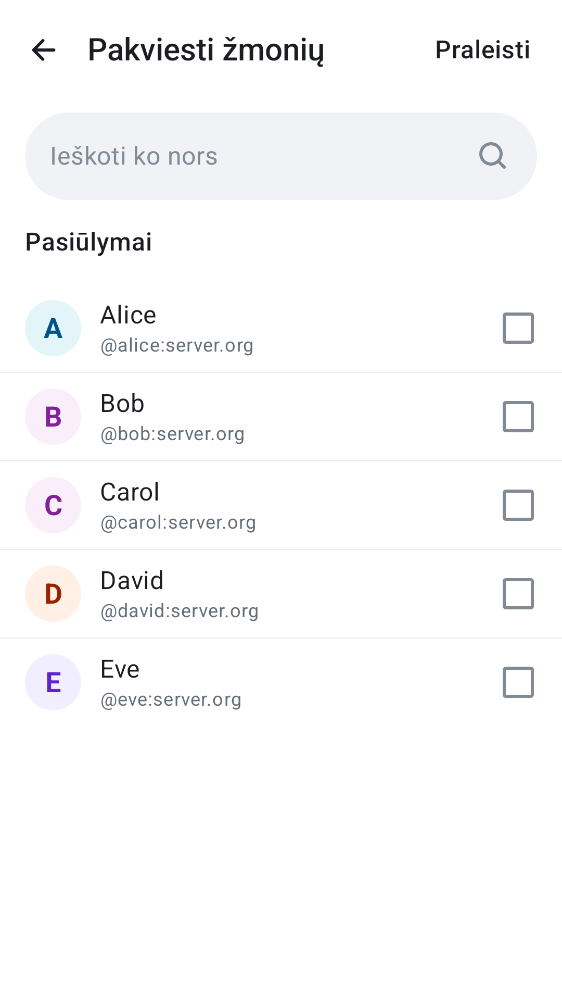 Pakviesti žmonių
Praleisti
Ieškoti ko nors
Pasiūlymai
A
Alice
@alice:server.org
B
Bob
@bob:server.org
C
Carol
@carol:server.org
D
David
@david:server.org
E
Eve
@eve:server.org